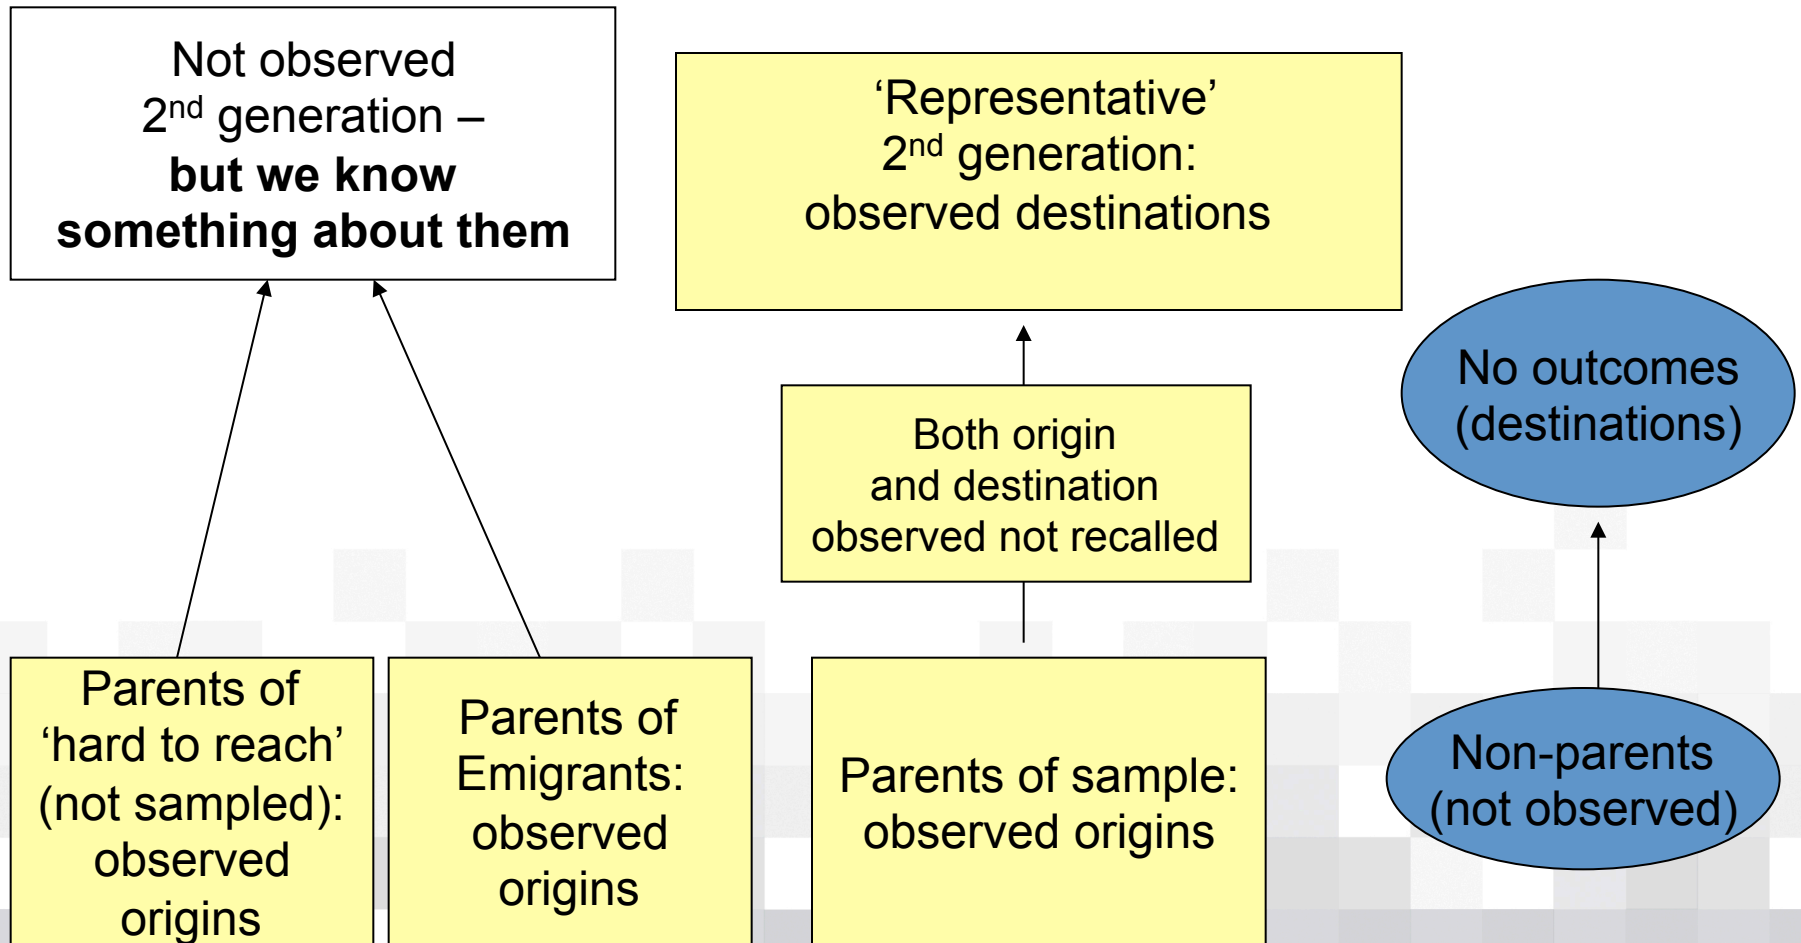 Not observed
2nd generation –
but we know
something about them
‘Representative’
2nd generation:
observed destinations
No outcomes
(destinations)
Both origin
and destination
observed not recalled
Parents of
‘hard to reach’
(not sampled):
observed
origins
Parents of
Emigrants:
observed
origins
Parents of sample:
observed origins
Non-parents
(not observed)